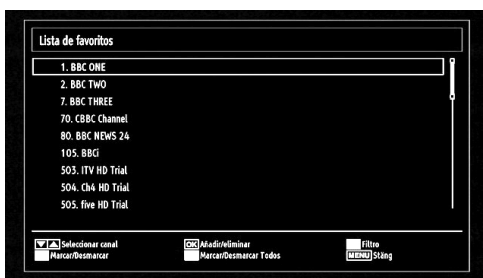 Lista de favoritos
1. BBC ONE
2. BBC TWO
7. BBC THREE
70. CBBC Channel
80. BBC NEWS 24
105. BBCi
503. ITV HD Trial
504. Ch4 HD Trial
505. five HD Trial
Seleccionar canal OK Añadir/eliminar Filtro
Marcar/Desmarcar Marcar/Desmarcar Todos MENU Stäng